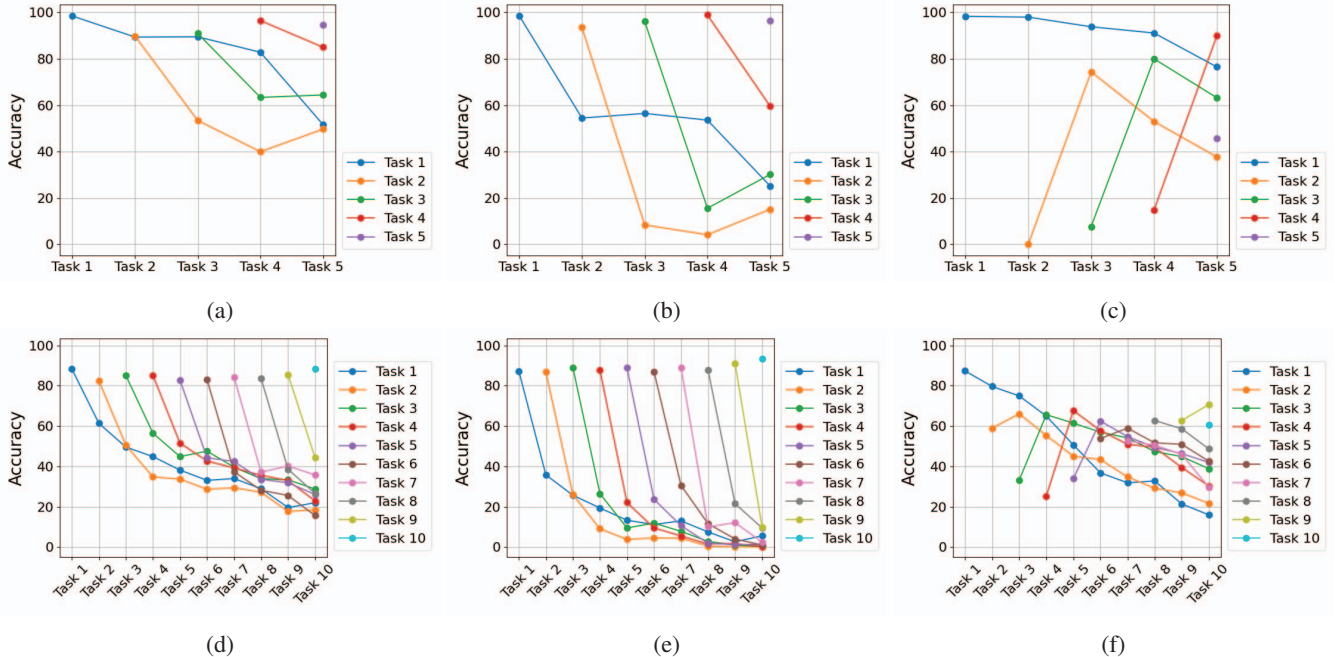 100
80
60
40
20
0
Accuracy
Task 1 Task 2 Task 3 Task 4 Task 5
Task 1
Task 2
Task 3
Task 4
Task 5
(a)
100
80
60
40
20
0
Accuracy
Task 1 Task 2 Task 3 Task 4 Task 5
Task 1
Task 2
Task 3
Task 4
Task 5
(b)
100
80
60
40
20
0
Accuracy
Task 1 Task 2 Task 3 Task 4 Task 5
Task 1
Task 2
Task 3
Task 4
Task 5
(c)
100
80
60
40
20
0
Accuracy
Task 1 Task 2 Task 3 Task 4 Task 5 Task 6 Task 7 Task 8 Task 9 Task 10
Task 1
Task 2
Task 3
Task 4
Task 5
Task 6
Task 7
Task 8
Task 9
Task 10
(d)
100
80
60
40
20
0
Accuracy
Task 1 Task 2 Task 3 Task 4 Task 5 Task 6 Task 7 Task 8 Task 9 Task 10
Task 1
Task 2
Task 3
Task 4
Task 5
Task 6
Task 7
Task 8
Task 9
Task 10
(e)
100
80
60
40
20
0
Accuracy
Task 1 Task 2 Task 3 Task 4 Task 5 Task 6 Task 7 Task 8 Task 9 Task 10
Task 1
Task 2
Task 3
Task 4
Task 5
Task 6
Task 7
Task 8
Task 9
Task 10
(f)